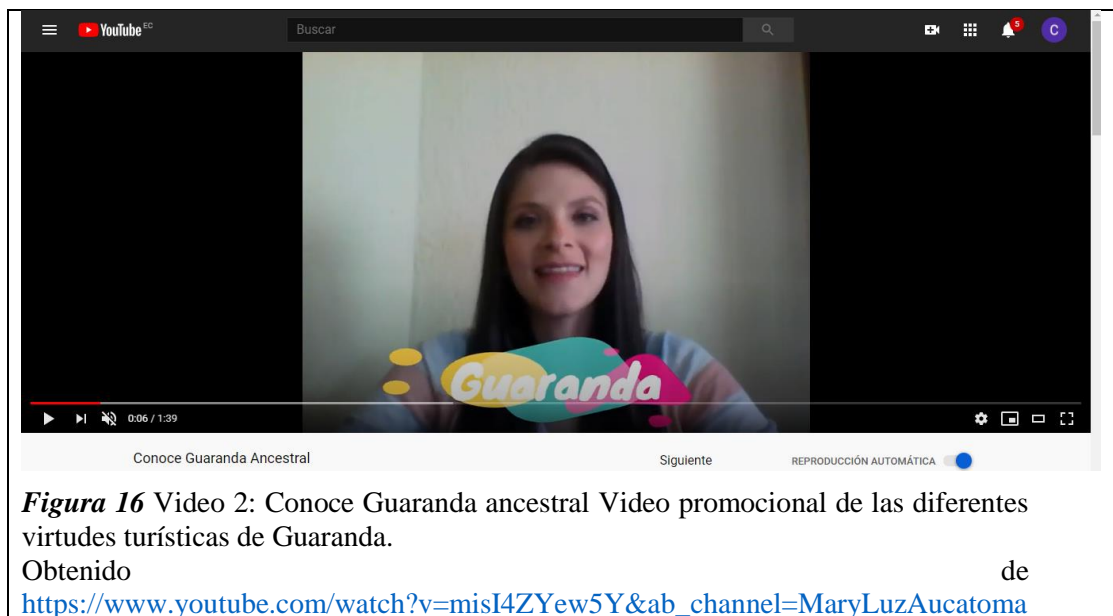 YouTube EC
Buscar
5
C
Guaranda
0:06 / 1:39
Conoce Guaranda Ancestral
Siguiente
REPRODUCCIÓN AUTOMÁTICA
Figura 16 Video 2: Conoce Guaranda ancestral Video promocional de las diferentes
virtudes turísticas de Guaranda.
Obtenido de
https://www.youtube.com/watch?v=misI4ZYew5Y&ab_channel=MaryLuzAucatoma